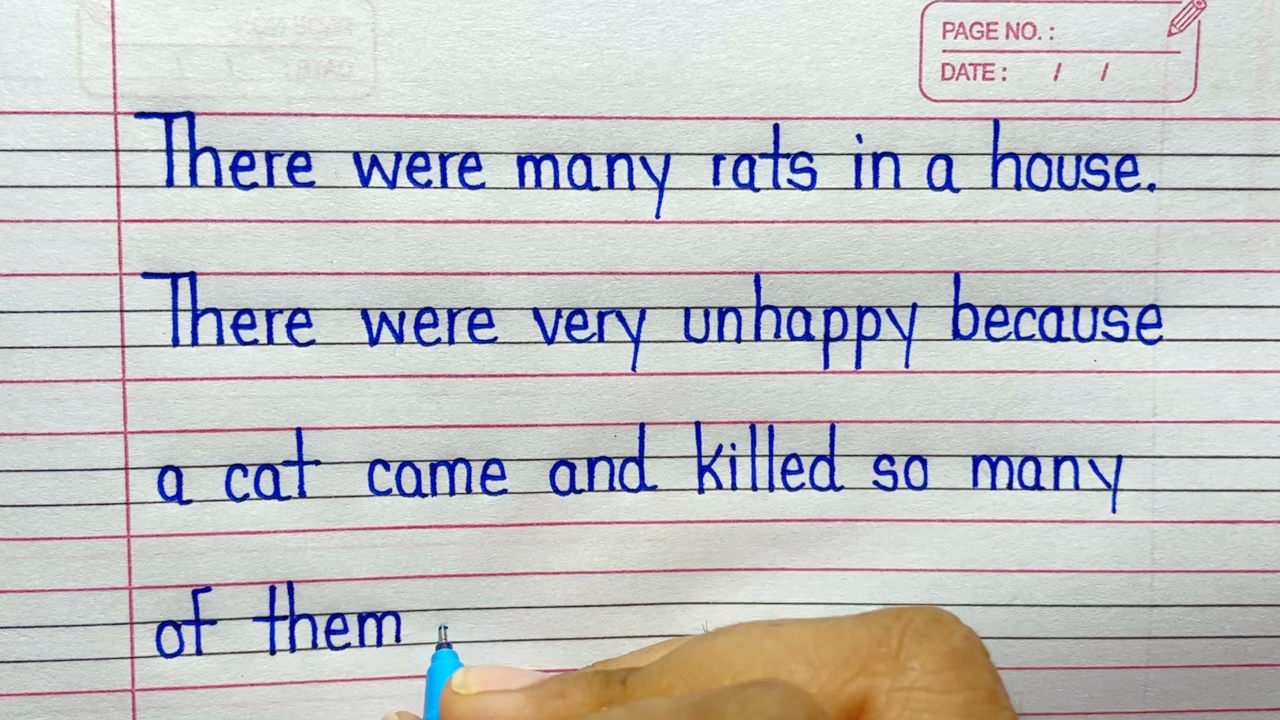 PAGE NO. :
DATE : / /
There were many rats in a house.
There were very unhappy because
a cat came and killed so many
of them